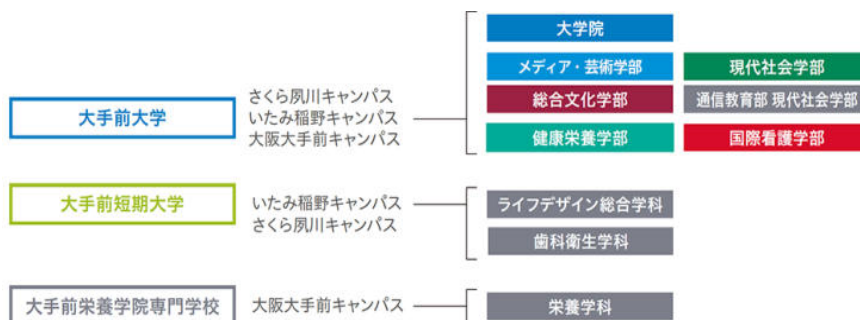 大学院
メディア・芸術学部
現代社会学部
大手前大学
さくら夙川キャンパス
いたみ稲野キャンパス
大阪大手前キャンパス
総合文化学部
通信教育部 現代社会学部
健康栄養学部
国際看護学部
大手前短期大学
いたみ稲野キャンパス
さくら夙川キャンパス
ライフデザイン総合学科
歯科衛生学科
大手前栄養学院専門学校
大阪大手前キャンパス
栄養学科